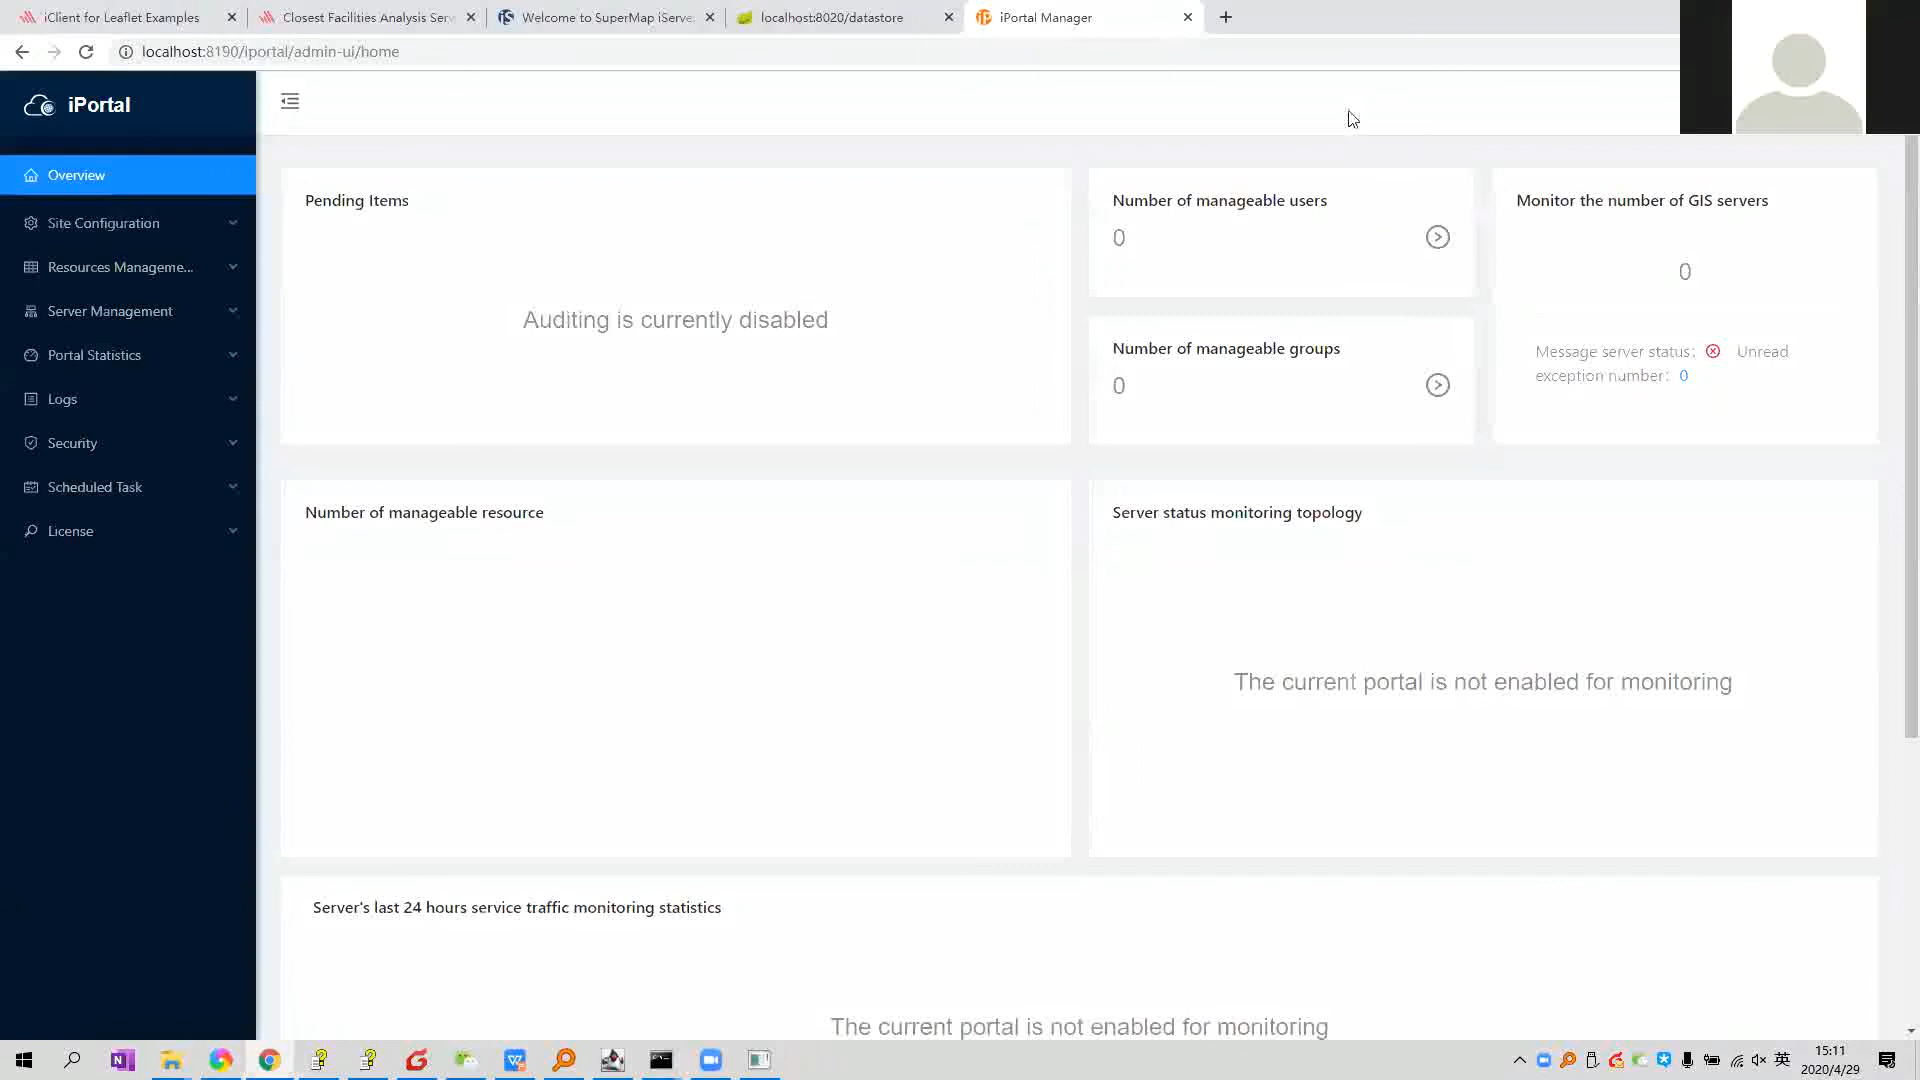 iClient for Leaflet Examples
Closest Facilities Analysis Serv
Welcome to SuperMap iServe
localhost:8020/datastore
iPortal Manager
localhost:8190/iportal/admin-ui/home
iPortal
Overview
Site Configuration
Resources Manageme...
Server Management
Portal Statistics
Logs
Security
Scheduled Task
License
Pending Items
Auditing is currently disabled
Number of manageable users
0
Number of manageable groups
0
Monitor the number of GIS servers
0
Message server status: Unread
exception number: 0
Number of manageable resource
Server status monitoring topology
The current portal is not enabled for monitoring
Server's last 24 hours service traffic monitoring statistics
The current portal is not enabled for monitoring
英
15:11
2020/4/29